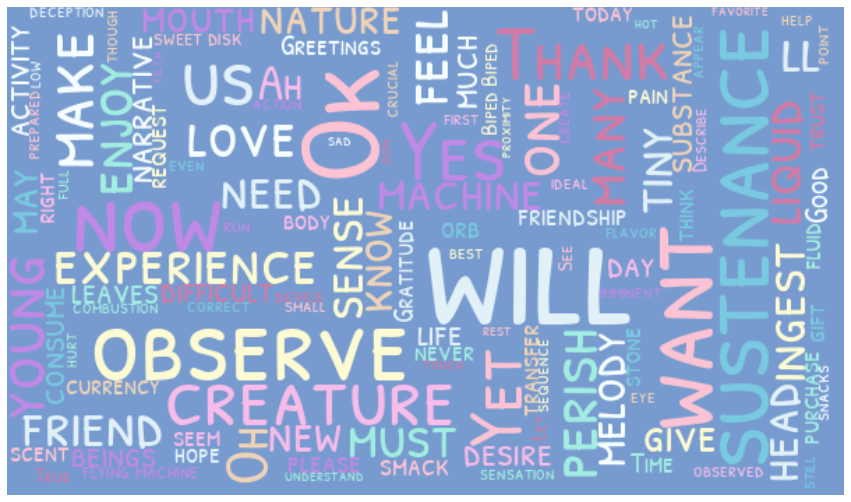 DECEPTION
MOUTH
NATURE
TODAY
FAVORITE
HELP
HOT
ACTIVITY
LOW
PREPARED
MAKE
THOUGH
ENJOY
NARRATIVE
SWEET DISK
FILTH
REQUEST
GREETINGS
US
AH
ACTION
OK
SAD
CRUCIAL
FEEL
MUCH
BIPED BIPED
PROXIMITY
THANK
ONE
CREATE
MANY
PAIN
SUBSTANCE
APPEAR
DESCRIBE
TINY
SUSTENANCE
LL
POINT
LIQUID
TRUST
GOOD
LOVE
EVEN
FIRST
YES
MACHINE
IDEAL
MAY
RIGHT
FULL
NOW
RUN
NEED
BODY
SENSE
KNOW
GRATITUDE
ORB
FRIENDSHIP
FLAVOR
THINK
FLUID
EXPERIENCE
BEST
SEE
DAY
IMMINENT
WILL
WANT
YOUNG
CONSUME
LEAVES
DIFFICULT
COMBUSTION
CORRECT
SMALL
HEAD
INGEST
GIFT
HURT
OBSERVE
LIFE
NEVER
TOUCH
REST
TRANSFER
SEQUENCE
LET
PERISH
MELODY
STONE
EYE
PURCHASE
SNACKS
CURRENCY
CREATURE
YET
FRIEND
SEEM
HOPE
OH
NEW
MUST
DESIRE
GIVE
TIME
OBSERVED
STILL
SCENT
BEINGS
TRUE
FLYING MACHINE
PLEASE
UNDERSTAND
SMACK
SENSATION